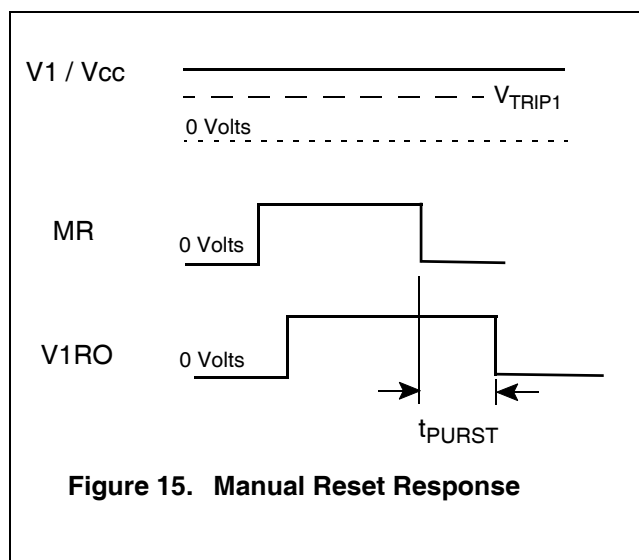 V1 / Vcc
VTRIP1
0 Volts
MR
0 Volts
V1RO
0 Volts
tPURST
Figure 15. Manual Reset Response